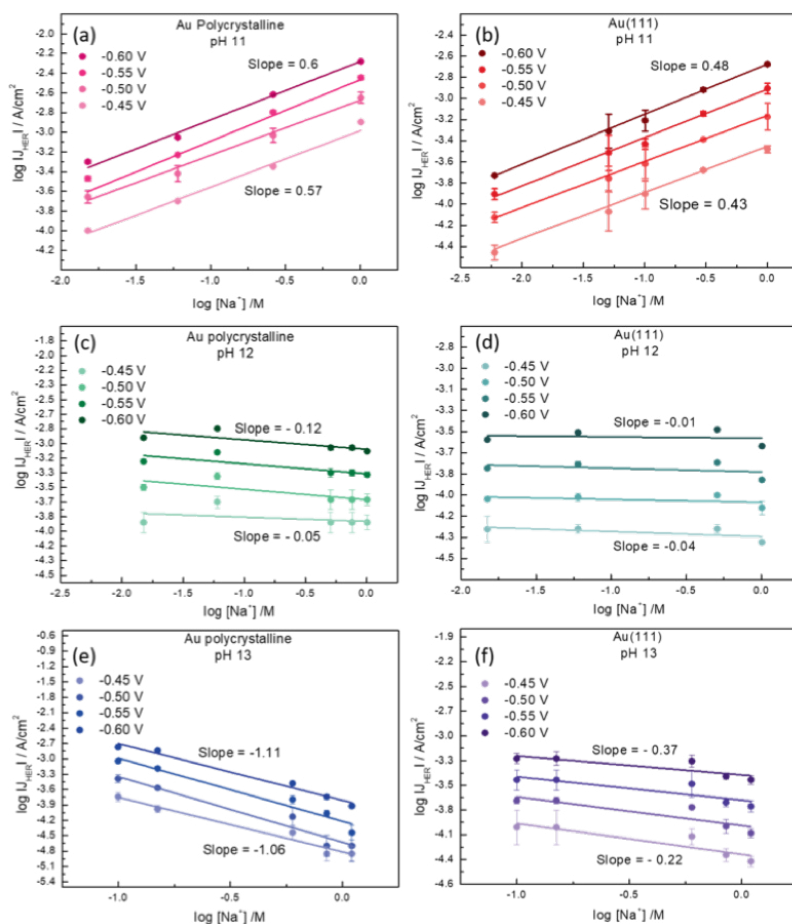 (a)
Au Polycrystalline
pH 11
-0.60 V
-0.55 V
-0.50 V
-0.45 V
Slope = 0.6
Slope = 0.57
log |J_HER| / A/cm²
-2.0
-2.2
-2.4
-2.6
-2.8
-3.0
-3.2
-3.4
-3.6
-3.8
-4.0
-4.2
-2.0
-1.5
-1.0
-0.5
0.0
log [Na⁺] /M
(b)
Au(111)
pH 11
-0.60 V
-0.55 V
-0.50 V
-0.45 V
Slope = 0.48
Slope = 0.43
log |J_HER| / A/cm²
-2.4
-2.6
-2.8
-3.0
-3.2
-3.4
-3.6
-3.8
-4.0
-4.2
-4.4
-2.5
-2.0
-1.5
-1.0
-0.5
0.0
log [Na⁺] /M
(c)
Au polycrystalline
pH 12
-0.45 V
-0.50 V
-0.55 V
-0.60 V
Slope = - 0.12
Slope = - 0.05
log |J_HER| / A/cm²
-1.8
-2.1
-2.4
-2.4
-2.8
-3.0
-3.3
-3.6
-3.9
-3.8
-4.2
-4.5
-2.5
-2.0
-1.5
-1.0
-0.5
0.0
log [Na⁺] /M
(d)
Au(111)
pH 12
-0.45 V
-0.50 V
-0.55 V
-0.60 V
Slope = -0.01
Slope = -0.04
log |J_HER| / A/cm²
-2.8
-3.0
-3.3
-3.5
-3.8
-4.0
-4.3
-4.5
-2.0
-1.5
-1.0
-0.5
0.0
log [Na⁺] /M
(e)
Au polycrystalline
pH 13
-0.45 V
-0.50 V
-0.55 V
-0.60 V
Slope = -1.11
Slope = -1.06
log |J_HER| / A/cm²
-0.6
-0.9
-1.2
-1.5
-1.8
-2.1
-2.4
-2.7
-3.0
-3.3
-3.6
-3.9
-4.2
-4.5
-4.8
-5.1
-5.4
-1.0
-0.5
0.0
log [Na⁺] /M
(f)
Au(111)
pH 13
-0.45 V
-0.50 V
-0.55 V
-0.60 V
Slope = - 0.37
Slope = - 0.22
log |J_HER| / A/cm²
-1.9
-2.1
-2.4
-2.6
-2.9
-3.1
-3.4
-3.6
-3.9
-4.1
-4.4
-4.6
-1.0
-0.5
0.0
log [Na⁺] /M